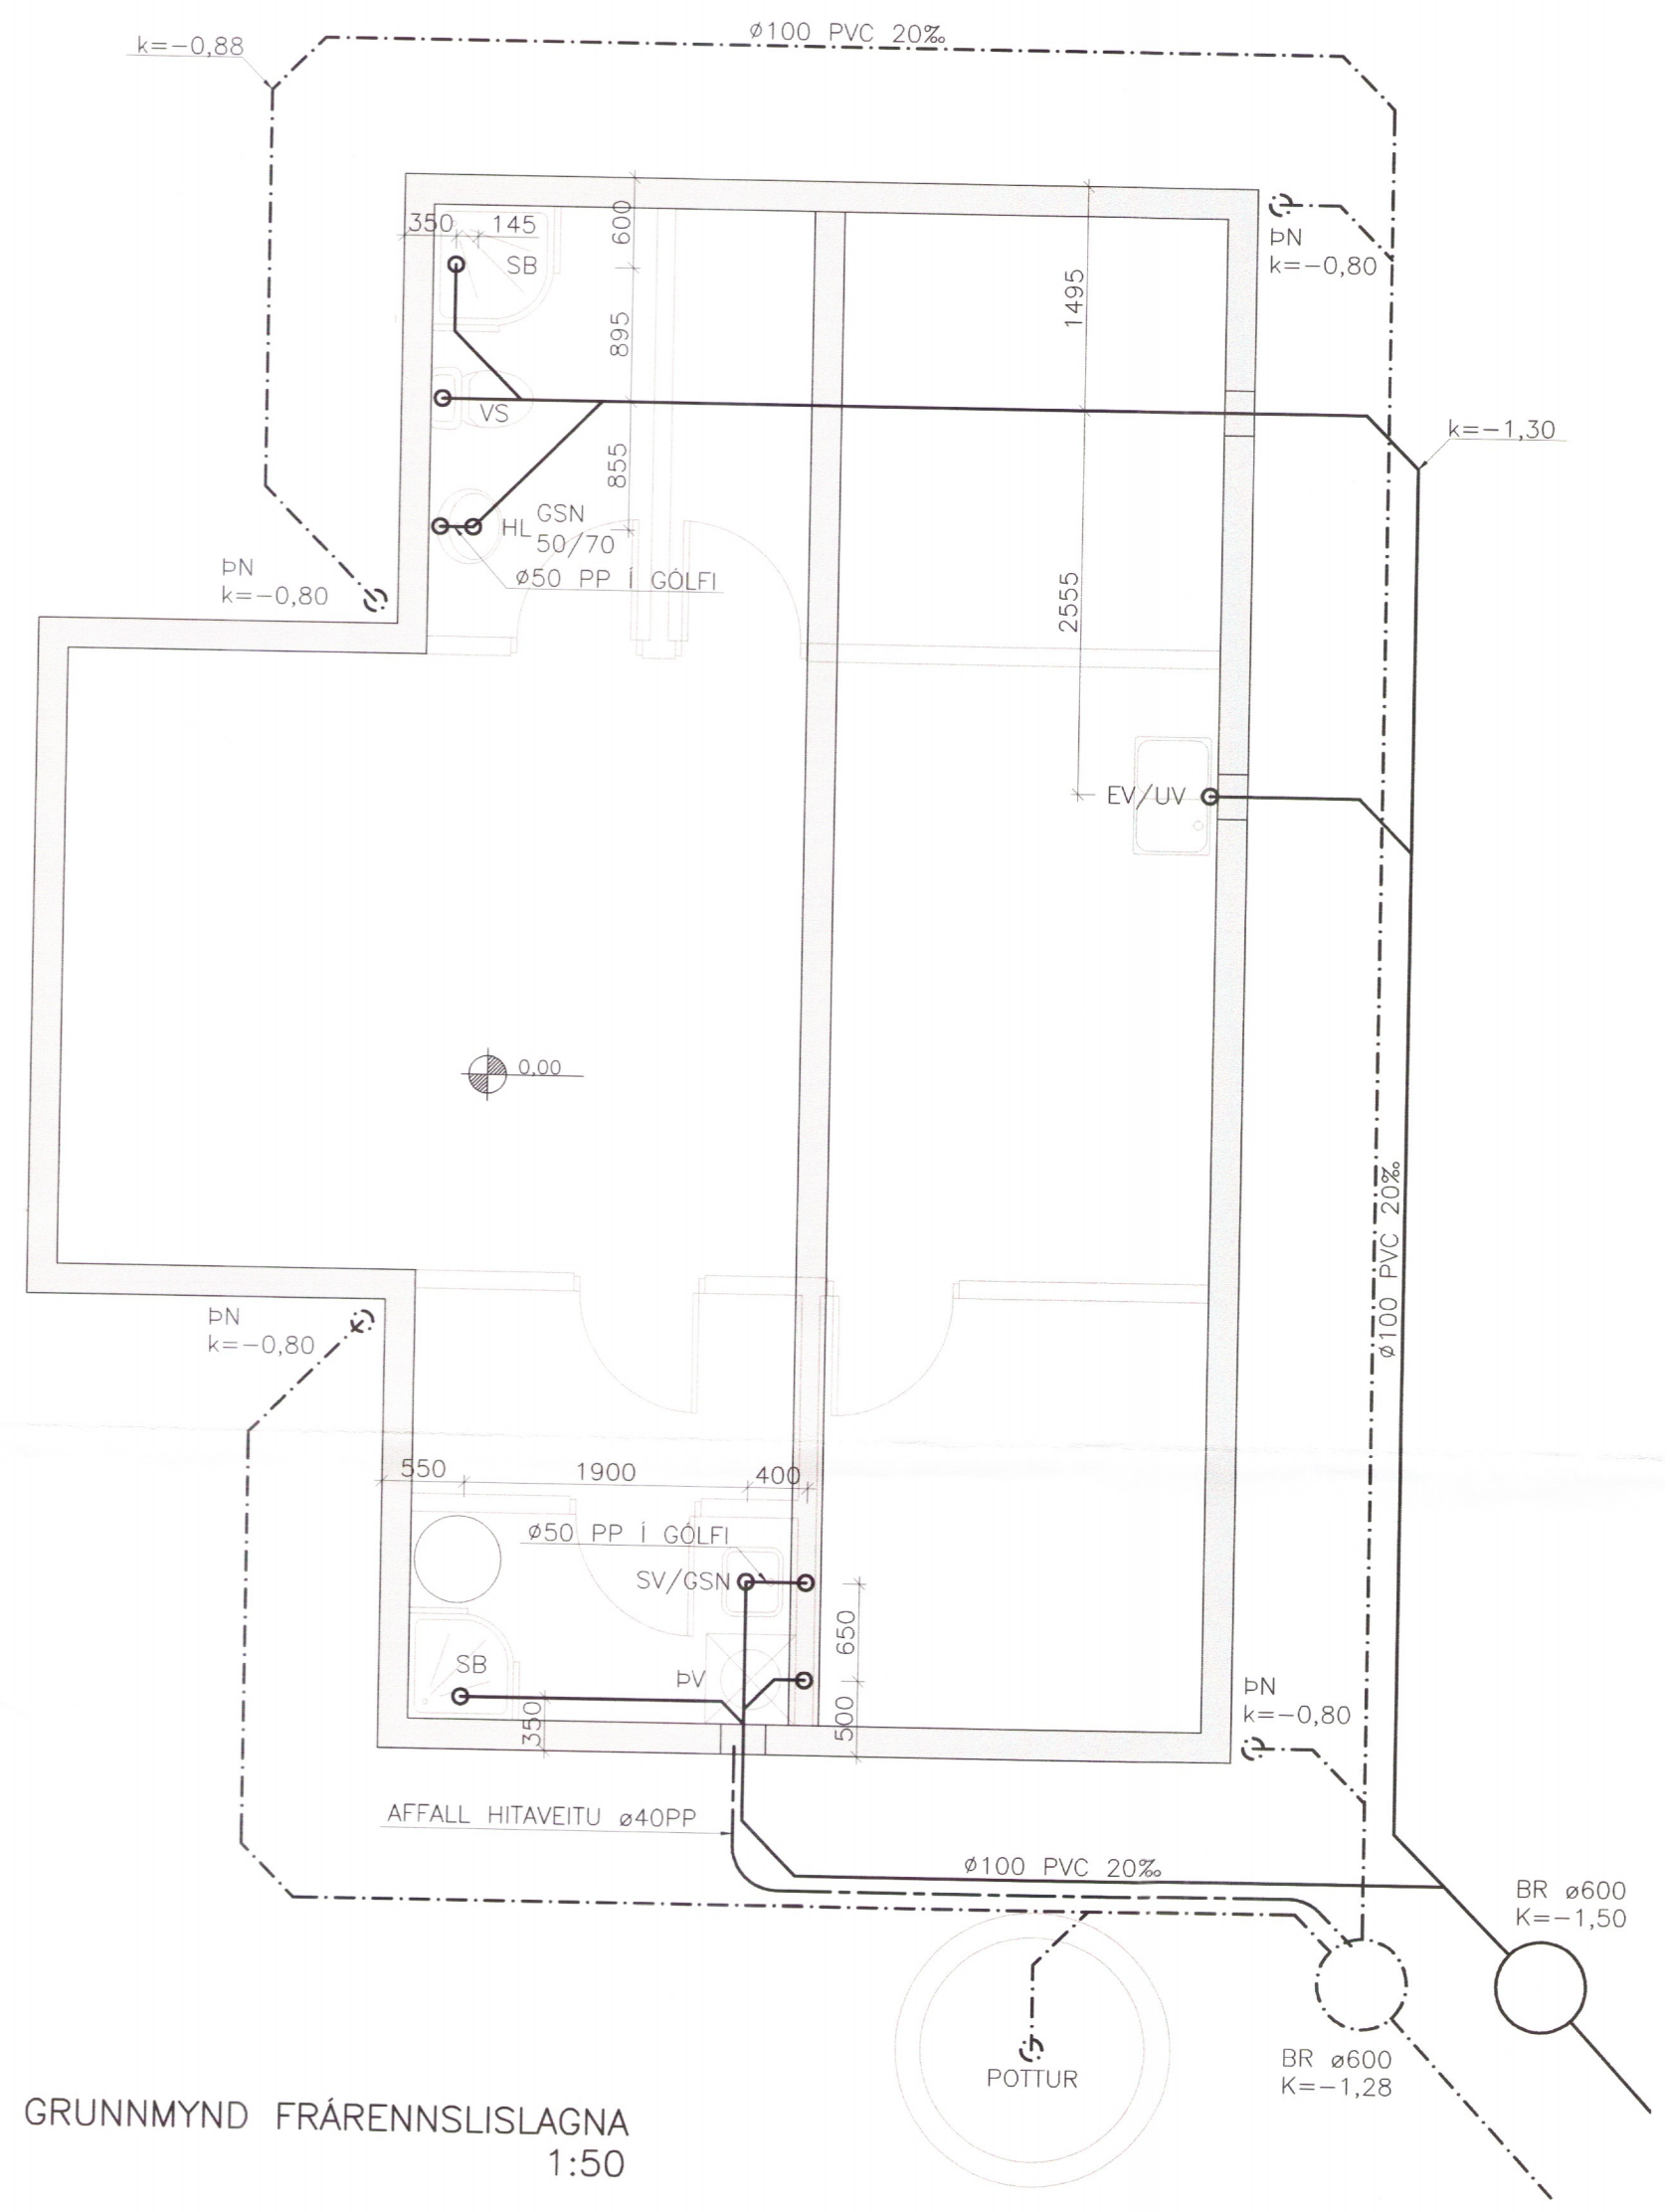 k=-0,88
ø100 PVC 20‰
350
145
600
SB
ÞN
k=-0,80
1495
895
VS
k=-1,30
855
GSN
HL
50/70
ø50 PP Í GÓLFI
ÞN
k=-0,80
2555
EV/UV
0,00
ø100 PVC 20‰
ÞN
k=-0,80
550
1900
400
ø50 PP Í GÓLFI
SV/GSN
650
SB
ÞV
ÞN
k=-0,80
350
500
AFFALL HITAVEITU ø40PP
ø100 PVC 20‰
BR ø600
K=-1,50
POTTUR
BR ø600
K=-1,28
GRUNNMYND FRÁRENNSLISLAGNA
1:50